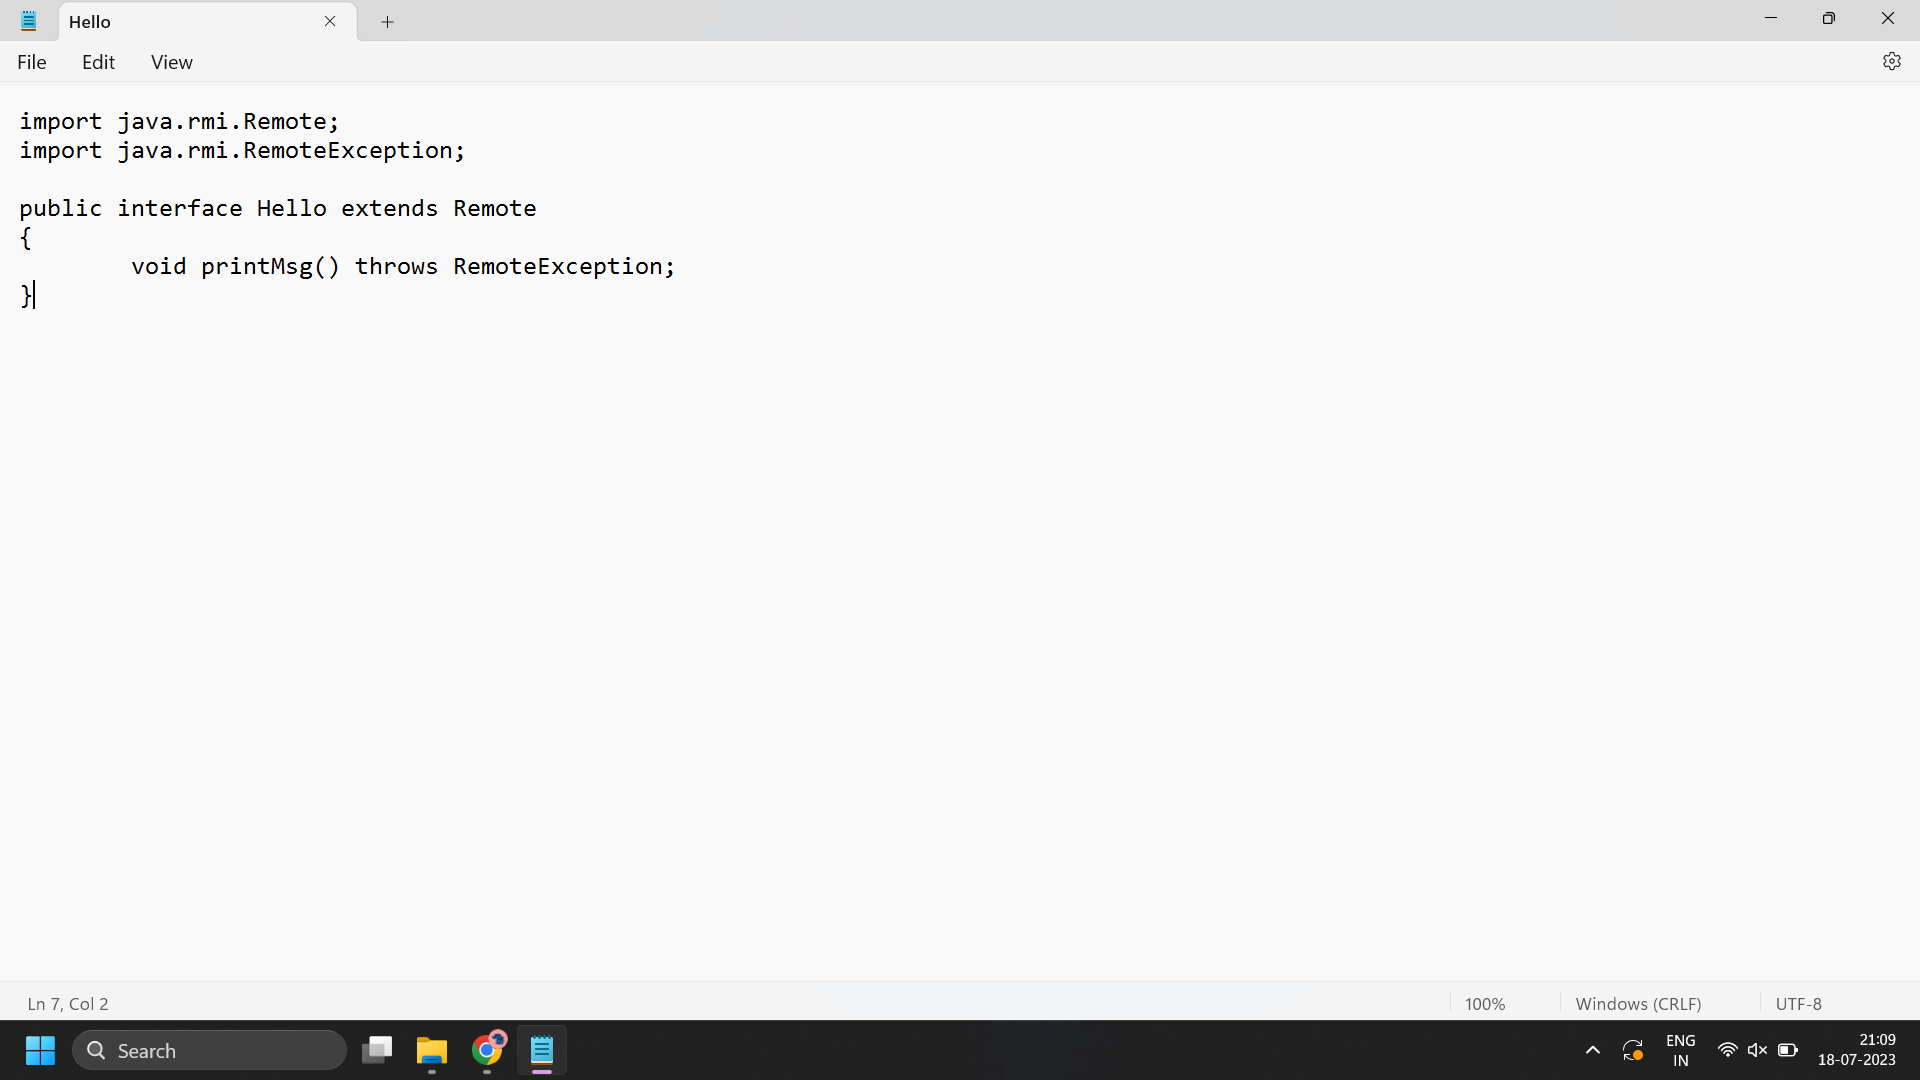 Hello
File Edit View
import java.rmi.Remote;
import java.rmi.RemoteException;

public interface Hello extends Remote
{
        void printMsg() throws RemoteException;
}
Ln 7, Col 2 100% Windows (CRLF) UTF-8
Search ENG 21:09
IN 18-07-2023